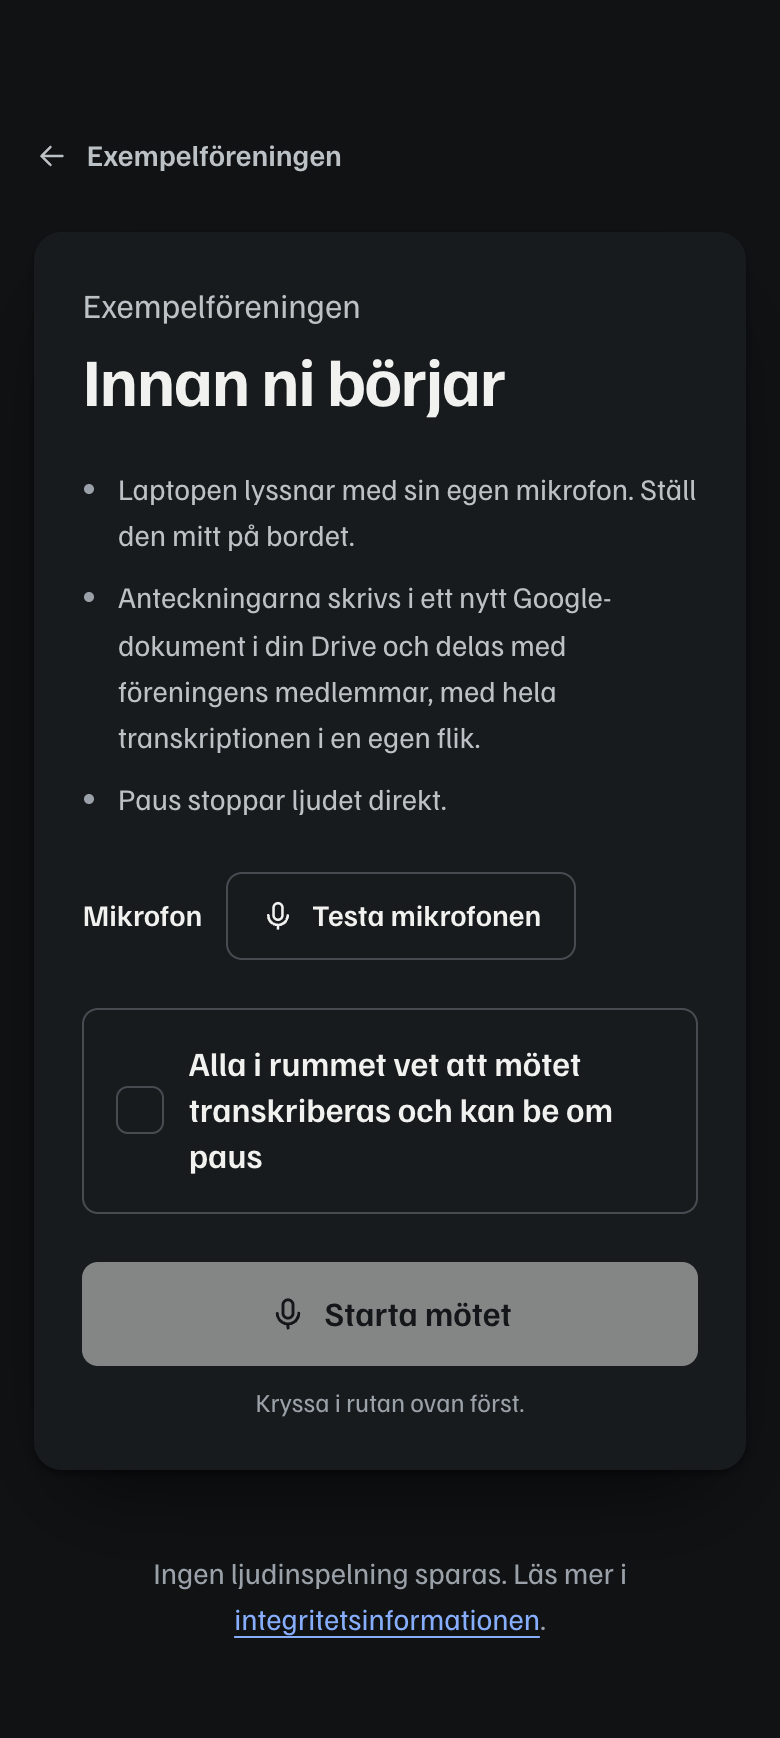 Exempelföreningen
Exempelföreningen
Innan ni börjar
Laptopen lyssnar med sin egen mikrofon. Ställ
den mitt på bordet.
Anteckningarna skrivs i ett nytt Google-
dokument i din Drive och delas med
föreningens medlemmar, med hela
transkriptionen i en egen flik.
Paus stoppar ljudet direkt.
Mikrofon Testa mikrofonen
Alla i rummet vet att mötet
transkriberas och kan be om
paus
Starta mötet
Kryssa i rutan ovan först.
Ingen ljudinspelning sparas. Läs mer i
integritetsinformationen.